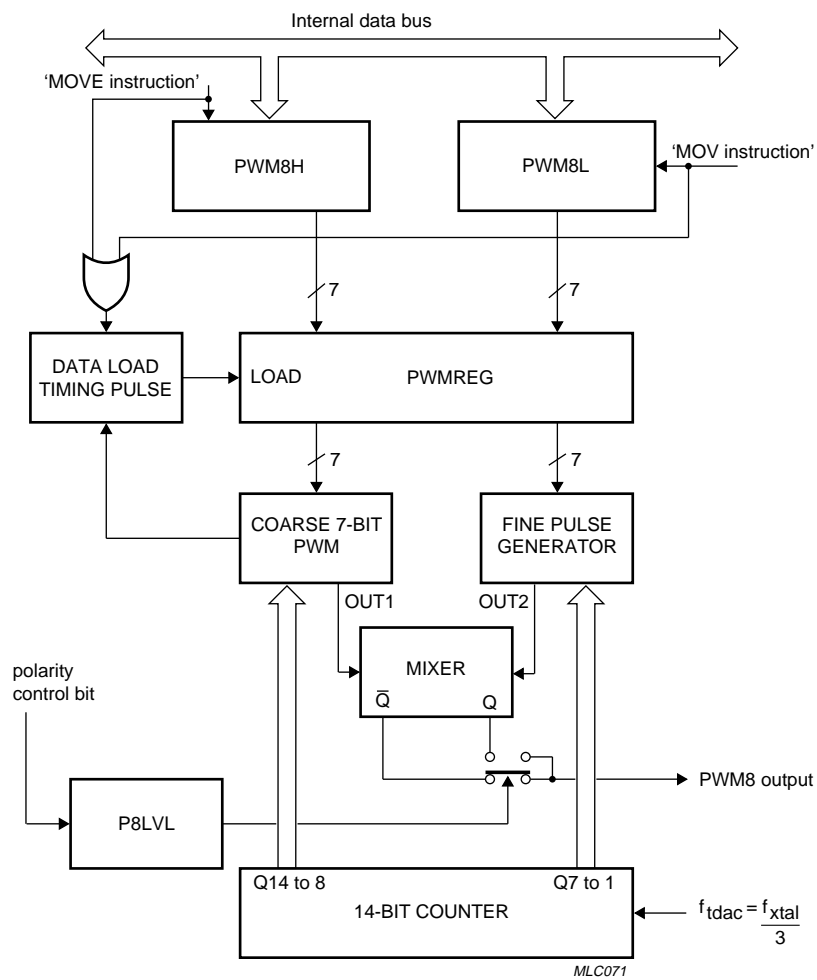 Internal data bus
‘MOVE instruction’
PWM8H
PWM8L
‘MOV instruction’
7
7
DATA LOAD
TIMING PULSE
LOAD
PWMREG
7
7
COARSE 7-BIT
PWM
FINE PULSE
GENERATOR
OUT1
OUT2
MIXER
Q̅
Q
polarity
control bit
PWM8 output
P8LVL
Q14 to 8
Q7 to 1
14-BIT COUNTER
f tdac = f xtal
3
MLC071